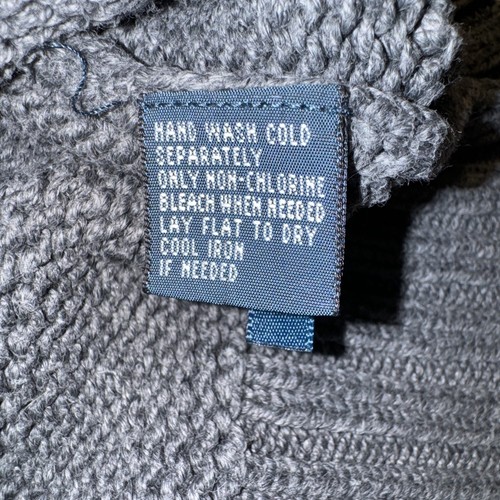 HAND WASH COLD
SEPARATELY
ONLY NON-CHLORINE
BLEACH WHEN NEEDED
LAY FLAT TO DRY
COOL IRON
IF NEEDED